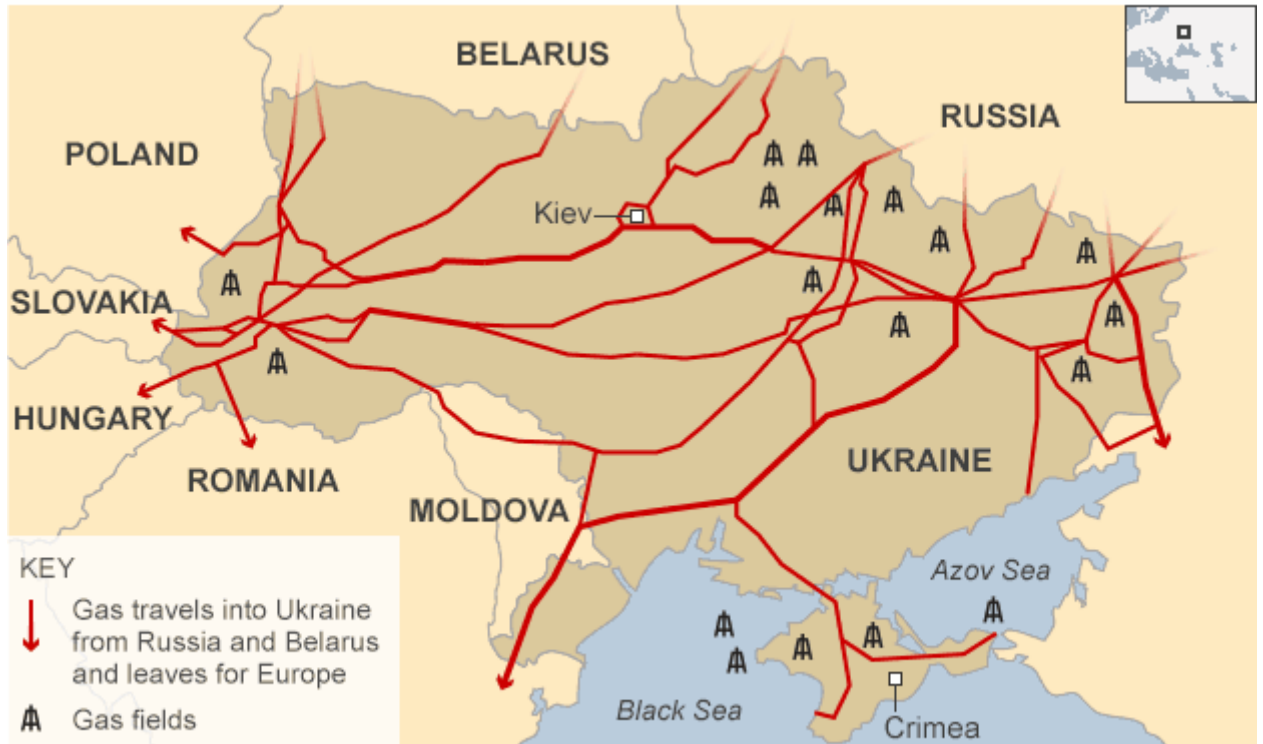 BELARUS
RUSSIA
POLAND
Kiev
SLOVAKIA
HUNGARY
UKRAINE
ROMANIA
MOLDOVA
Azov Sea
Black Sea
Crimea
KEY
Gas travels into Ukraine
from Russia and Belarus
and leaves for Europe
Gas fields